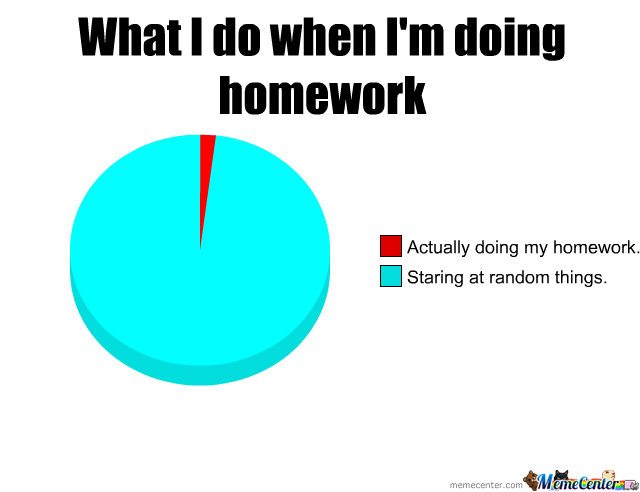 What I do when I'm doing
homework
Actually doing my homework.
Staring at random things.
memecenter.com MemeCenter